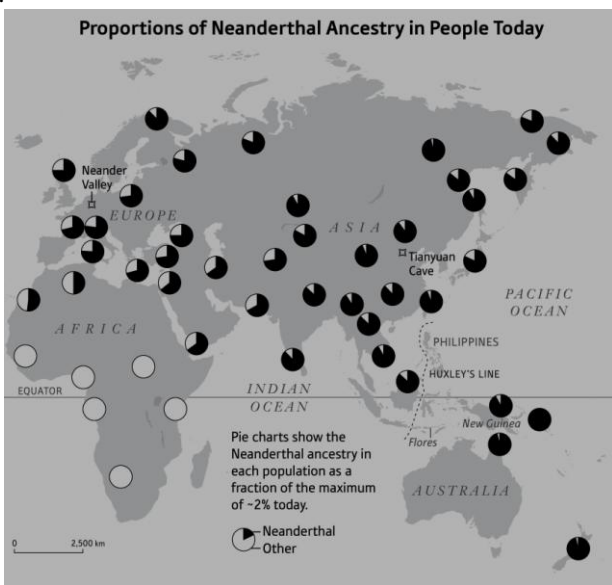 Proportions of Neanderthal Ancestry in People Today
Neander
Valley
EUROPE
ASIA
Tianyuan
Cave
PACIFIC
OCEAN
AFRICA
PHILIPPINES
HUXLEY'S LINE
EQUATOR
INDIAN
OCEAN
New Guinea
Flores
Pie charts show the
Neanderthal ancestry in
each population as a
fraction of the maximum
of ~2% today.
AUSTRALIA
Neanderthal
Other
0 2,500 km